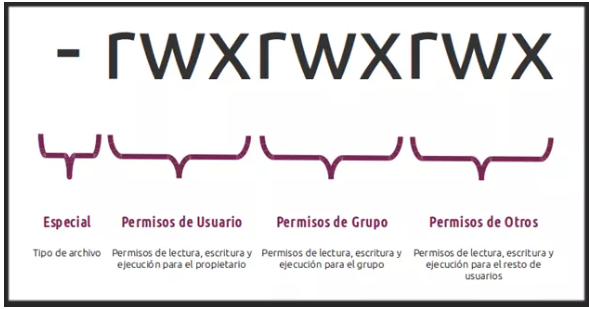 - rwxrwxrwx
Especial Permisos de Usuario Permisos de Grupo Permisos de Otros
Tipo de archivo
Permisos de lectura, escritura y
ejecución para el propietario
Permisos de lectura, escritura y
ejecución para el grupo
Permisos de lectura, escritura y
ejecución para el resto de
usuarios